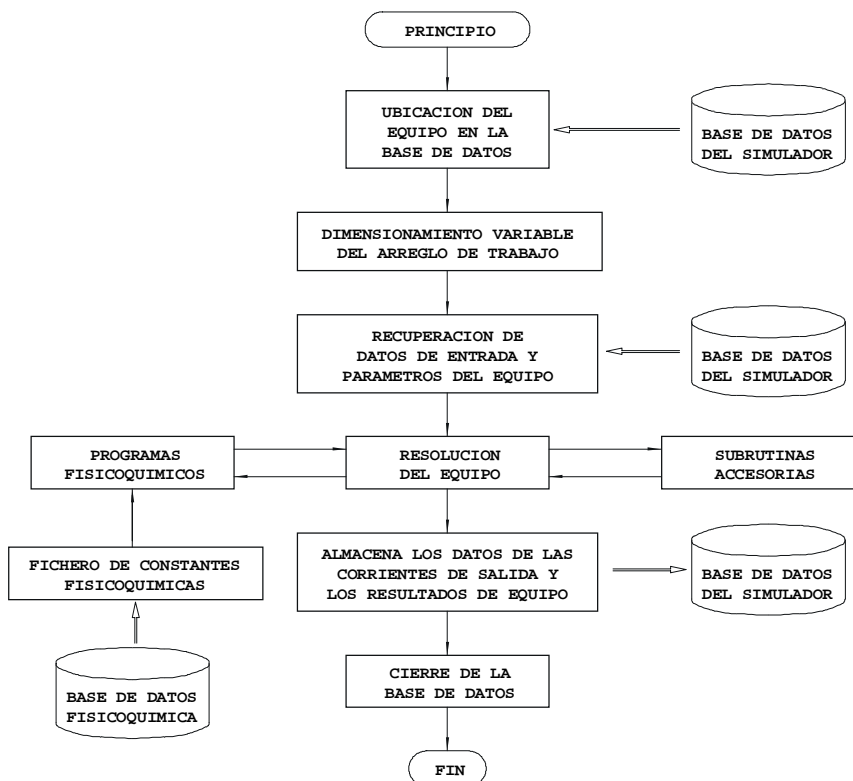 PRINCIPIO
UBICACION DEL
EQUIPO EN LA
BASE DE DATOS
BASE DE DATOS
DEL SIMULADOR
DIMENSIONAMIENTO VARIABLE
DEL ARREGLO DE TRABAJO
RECUPERACION DE
DATOS DE ENTRADA Y
PARAMETROS DEL EQUIPO
BASE DE DATOS
DEL SIMULADOR
PROGRAMAS
FISICOQUIMICOS
RESOLUCION
DEL EQUIPO
SUBRUTINAS
ACCESORIAS
FICHERO DE CONSTANTES
FISICOQUIMICAS
ALMACENA LOS DATOS DE LAS
CORRIENTES DE SALIDA Y
LOS RESULTADOS DE EQUIPO
BASE DE DATOS
DEL SIMULADOR
BASE DE DATOS
FISICOQUIMICA
CIERRE DE LA
BASE DE DATOS
FIN